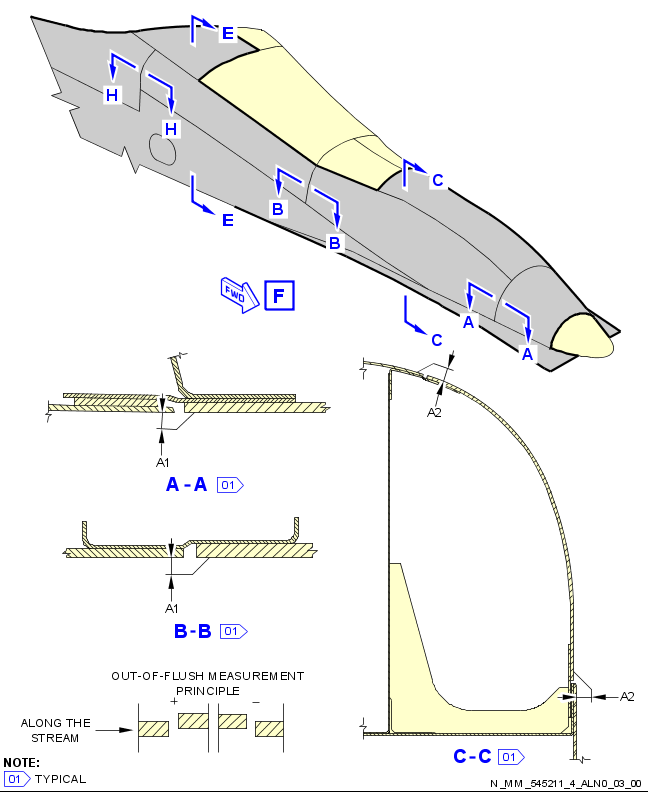 E
H
H
C
B
E
B
FWD
F
A
C
A
A2
A1
A - A 01
A1
B - B 01
OUT-OF-FLUSH MEASUREMENT
PRINCIPLE
+ −
A2
ALONG THE
STREAM
C - C 01
NOTE:
01 TYPICAL
N_MM_545211_4_ALN0_03_00